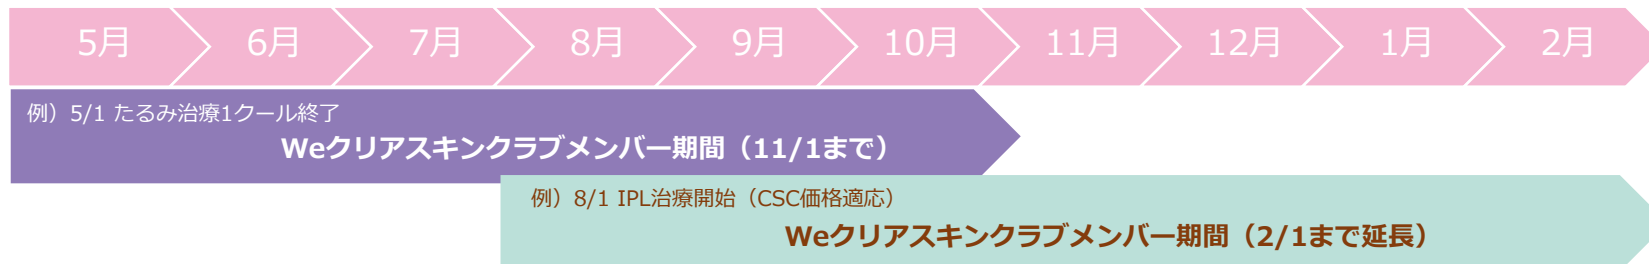 5月 6月 7月 8月 9月 10月 11月 12月 1月 2月
例）5/1 たるみ治療1クール終了
Weクリアスキンクラブメンバー期間（11/1まで）
例）8/1 IPL治療開始（CSC価格適応）
Weクリアスキンクラブメンバー期間（2/1まで延長）